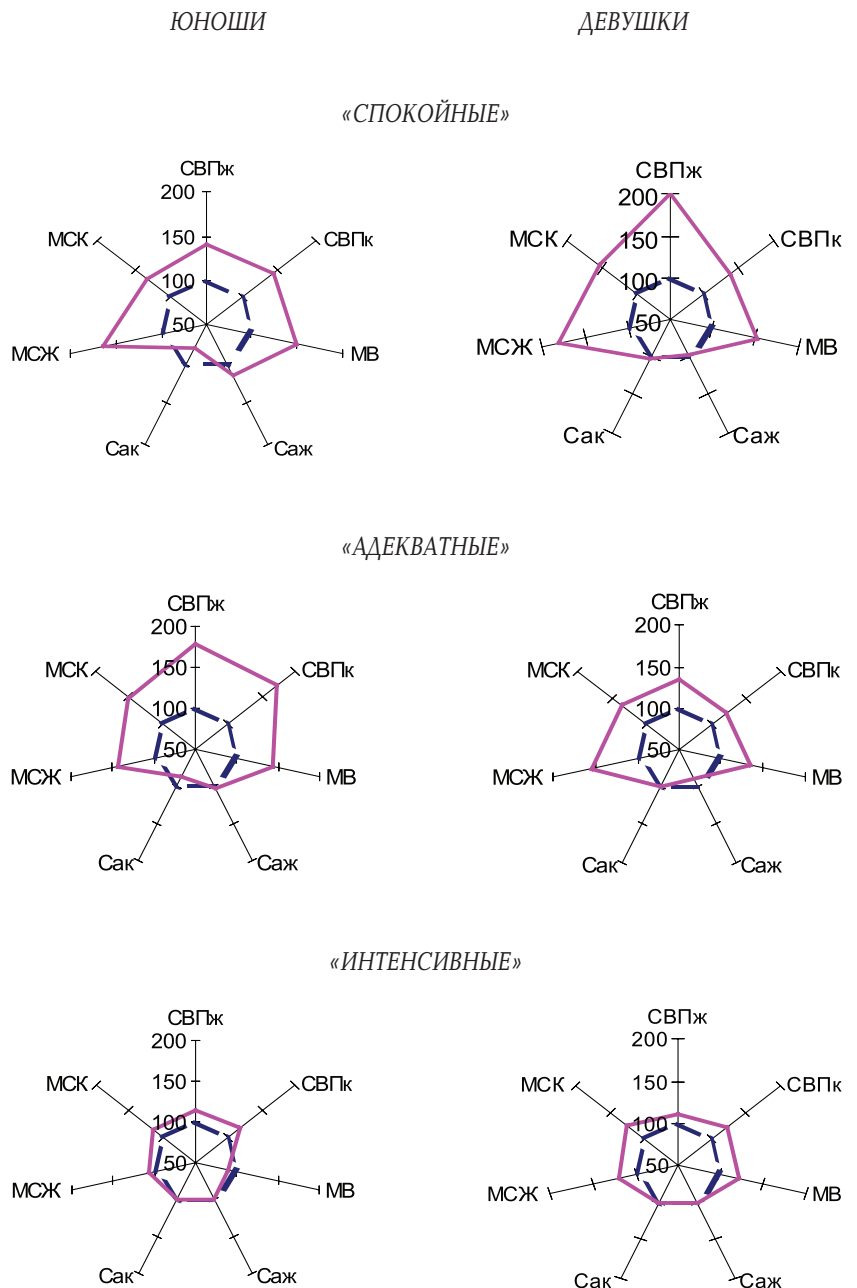 ЮНОШИ ДЕВУШКИ
«СПОКОЙНЫЕ»
СВПж
200
150
100
50
СВПк
МВ
Саж
Сак
МСЖ
МСК
СВПж
200
150
100
50
СВПк
МВ
Саж
Сак
МСЖ
МСК
«АДЕКВАТНЫЕ»
СВПж
200
150
100
50
СВПк
МВ
Саж
Сак
МСЖ
МСК
СВПж
200
150
100
50
СВПк
МВ
Саж
Сак
МСЖ
МСК
«ИНТЕНСИВНЫЕ»
СВПж
200
150
100
50
СВПк
МВ
Саж
Сак
МСЖ
МСК
СВПж
200
150
100
50
СВПк
МВ
Саж
Сак
МСЖ
МСК